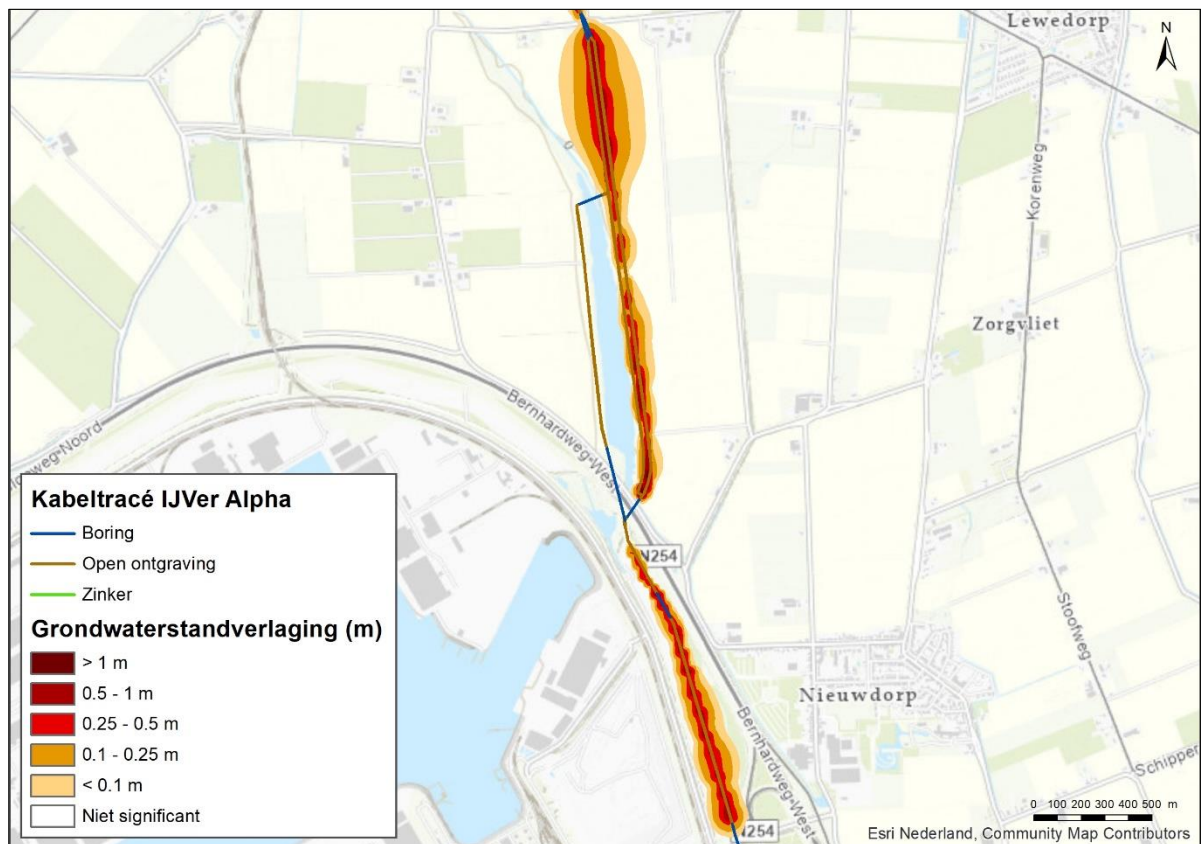 Lewedorp
N
Korenweg
Zorgvliet
Bernhardweg-West
weg-Noord
N254
Stoofweg
Nieuwdorp
Bernhardweg-West
Schipper
N254
Kabeltracé IJVer Alpha
Boring
Open ontgraving
Zinker
Grondwaterstandverlaging (m)
> 1 m
0.5 - 1 m
0.25 - 0.5 m
0.1 - 0.25 m
< 0.1 m
Niet significant
0 100 200 300 400 500 m
Esri Nederland, Community Map Contributors